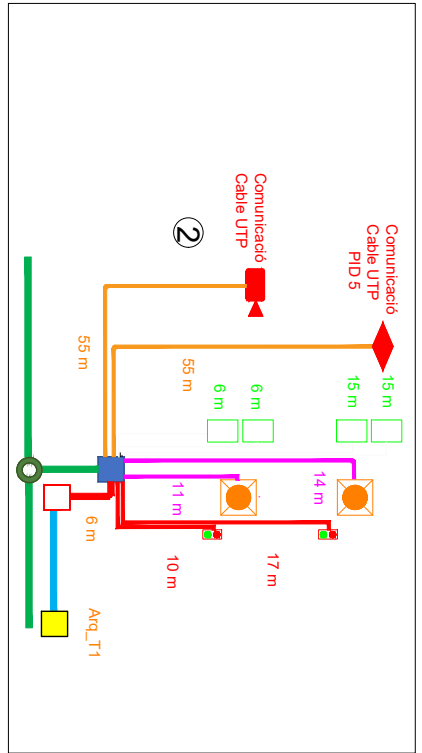 Comunicació
Cable UTP
PID 5
Comunicació
Cable UTP
2
15 m
15 m
6 m
6 m
55 m
55 m
14 m
11 m
17 m
10 m
6 m
Arq_T1